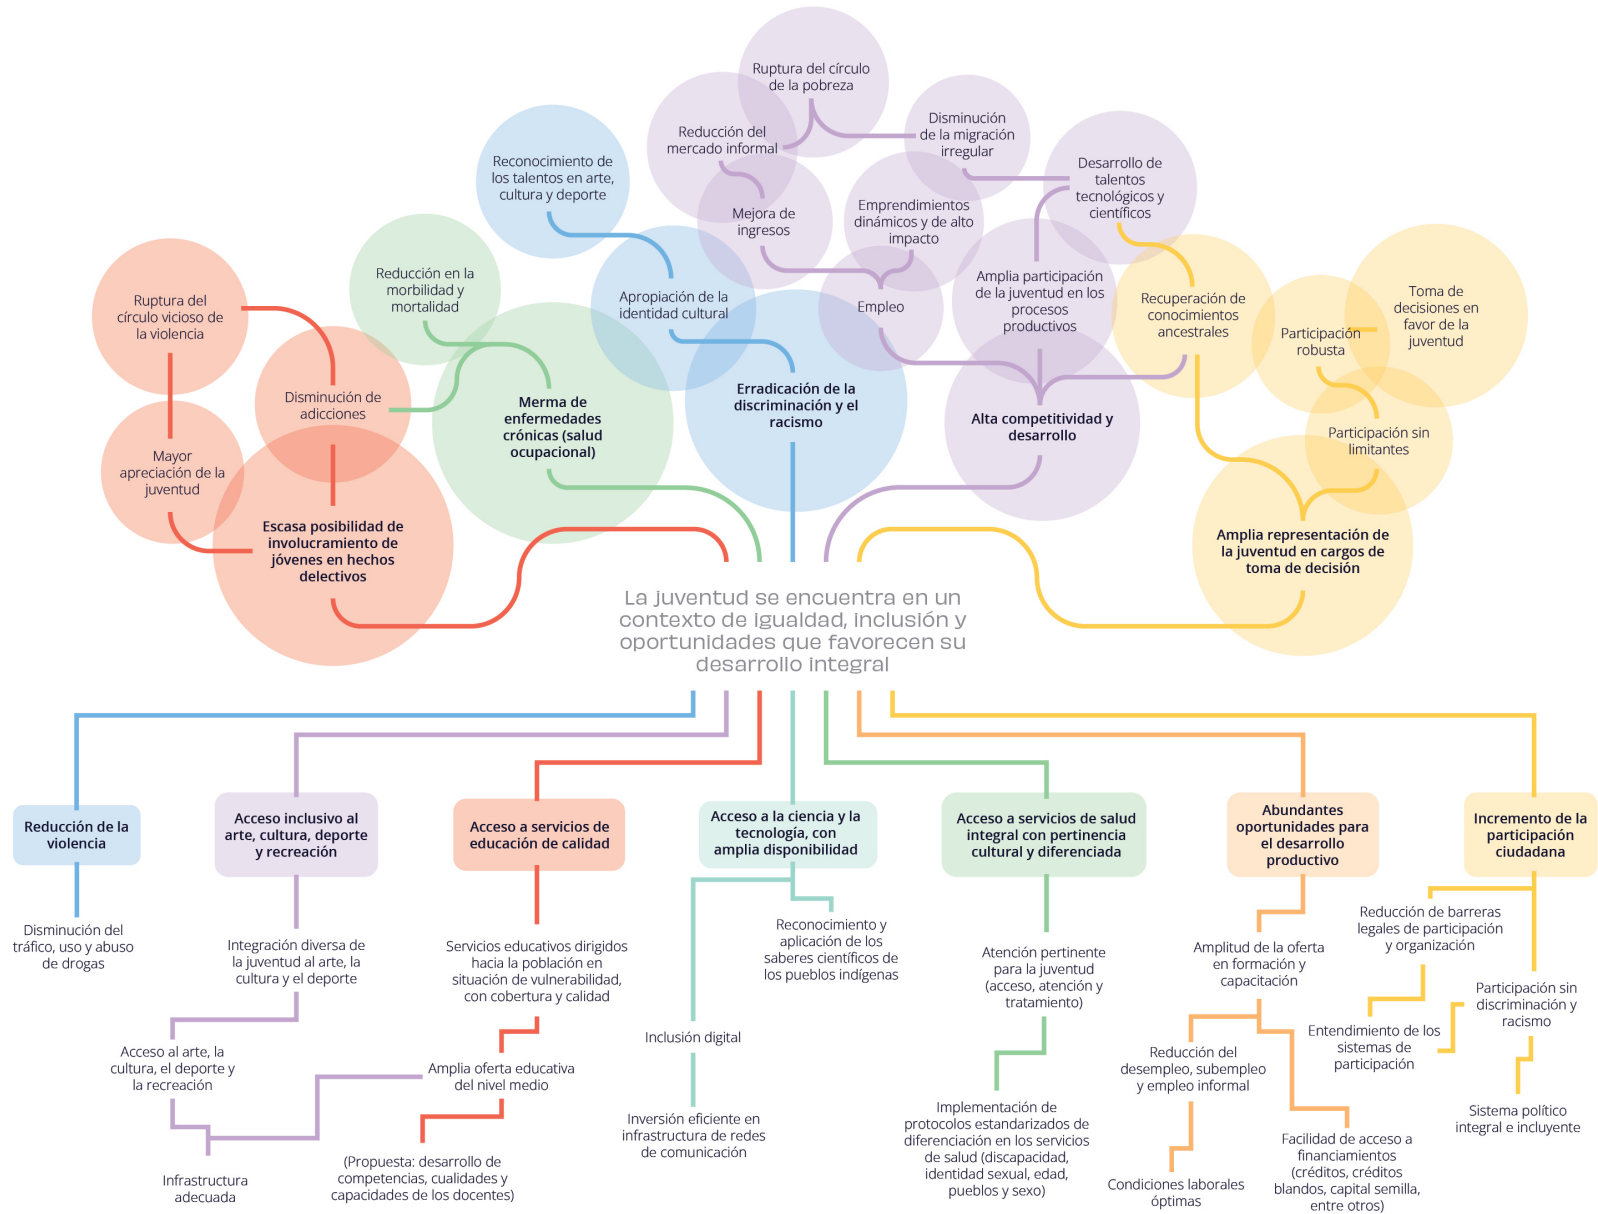 Ruptura del círculo
de la pobreza
Reducción del
mercado informal
Disminución
de la migración
irregular
Reconocimiento de
los talentos en arte,
cultura y deporte
Desarrollo de
talentos
tecnológicos y
científicos
Mejora de
ingresos
Emprendimientos
dinámicos y de alto
impacto
Reducción en la
morbilidad y
mortalidad
Ruptura del
círculo vicioso de
la violencia
Apropiación de la
identidad cultural
Empleo
Amplia participación
de la juventud en los
procesos
productivos
Recuperación de
conocimientos
ancestrales
Participación
robusta
Toma de
decisiones en
favor de la
juventud
Disminución de
adicciones
Merma de
enfermedades
crónicas (salud
ocupacional)
Erradicación de la
discriminación y el
racismo
Alta competitividad y
desarrollo
Participación sin
limitantes
Mayor
apreciación de la
juventud
Escasa posibilidad de
involucramiento de
jóvenes en hechos
delectivos
Amplia representación de
la juventud en cargos de
toma de decisión
La juventud se encuentra en un
contexto de igualdad, inclusión y
oportunidades que favorecen su
desarrollo integral
Reducción de la
violencia
Acceso inclusivo al
arte, cultura, deporte
y recreación
Acceso a servicios de
educación de calidad
Acceso a la ciencia y la
tecnología, con
amplia disponibilidad
Acceso a servicios de salud
integral con pertinencia
cultural y diferenciada
Abundantes
oportunidades para
el desarrollo
productivo
Incremento de la
participación
ciudadana
Disminución del
tráfico, uso y abuso
de drogas
Integración diversa de
la juventud al arte, la
cultura y el deporte
Servicios educativos dirigidos
hacia la población en
situación de vulnerabilidad,
con cobertura y calidad
Reconocimiento y
aplicación de los
saberes científicos de
los pueblos indígenas
Atención pertinente
para la juventud
(acceso, atención y
tratamiento)
Amplitud de la oferta
en formación y
capacitación
Reducción de barreras
legales de participación
y organización
Participación sin
discriminación y
racismo
Acceso al arte, la
cultura, el deporte y
la recreación
Amplia oferta educativa
del nivel medio
Inclusión digital
Reducción del
desempleo, subempleo
y empleo informal
Entendimiento de los
sistemas de
participación
Infrastructura
adecuada
(Propuesta: desarrollo de
competencias, cualidades y
capacidades de los docentes)
Inversión eficiente en
infraestructura de redes
de comunicación
Implementación de
protocolos estandarizados de
diferenciación en los servicios
de salud (discapacidad,
identidad sexual, edad,
pueblos y sexo)
Condiciones laborales
óptimas
Facilidad de acceso a
financiamientos
(créditos, créditos
blandos, capital semilla,
entre otros)
Sistema político
integral e incluyente